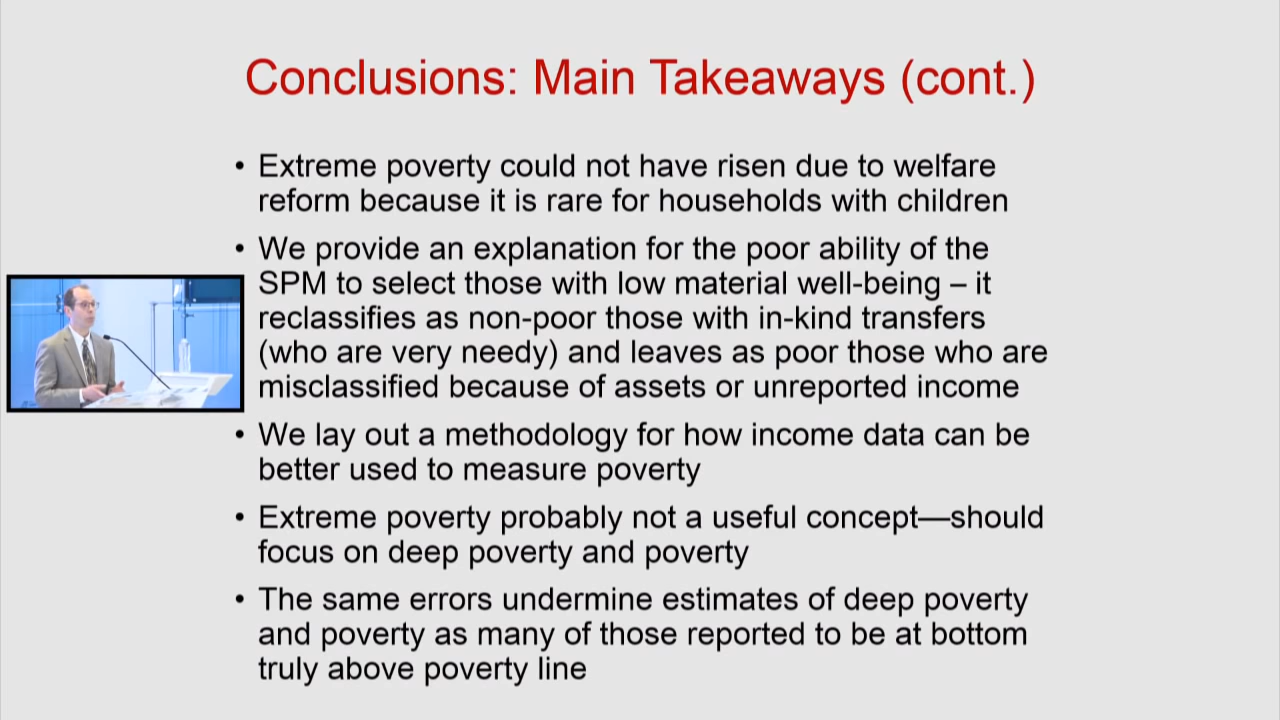 Conclusions: Main Takeaways (cont.)
• Extreme poverty could not have risen due to welfare
reform because it is rare for households with children
• We provide an explanation for the poor ability of the
SPM to select those with low material well-being – it
reclassifies as non-poor those with in-kind transfers
(who are very needy) and leaves as poor those who are
misclassified because of assets or unreported income
• We lay out a methodology for how income data can be
better used to measure poverty
• Extreme poverty probably not a useful concept—should
focus on deep poverty and poverty
• The same errors undermine estimates of deep poverty
and poverty as many of those reported to be at bottom
truly above poverty line